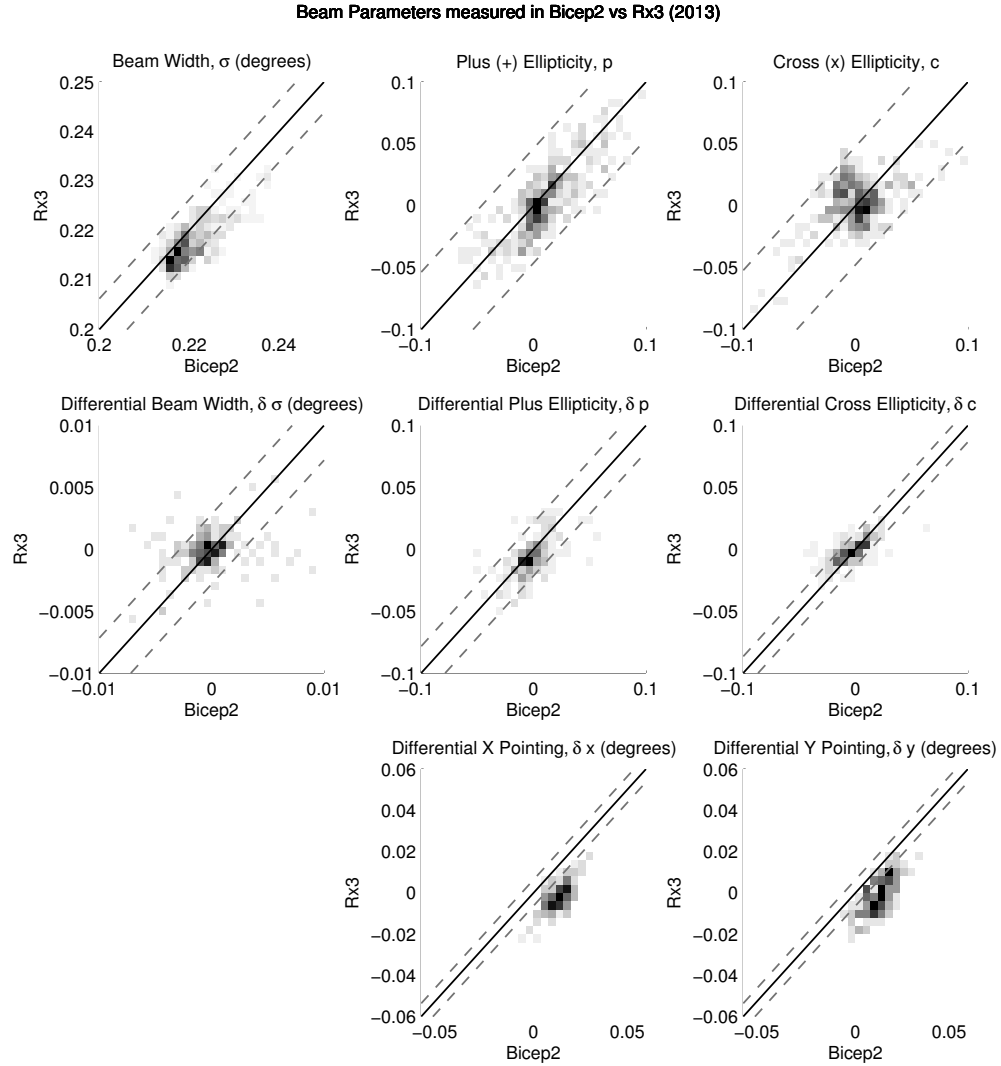 Beam Parameters measured in Bicep2 vs Rx3 (2013)
Beam Width, σ (degrees)
0.25
0.24
0.23
0.22
0.21
0.2
Rx3
0.2 0.22 0.24
Bicep2
Plus (+) Ellipticity, p
0.1
0.05
0
−0.05
−0.1
Rx3
−0.1 0 0.1
Bicep2
Cross (x) Ellipticity, c
0.1
0.05
0
−0.05
−0.1
Rx3
−0.1 0 0.1
Bicep2
Differential Beam Width, δ σ (degrees)
0.01
0.005
0
−0.005
−0.01
Rx3
−0.01 0 0.01
Bicep2
Differential Plus Ellipticity, δ p
0.1
0.05
0
−0.05
−0.1
Rx3
−0.1 0 0.1
Bicep2
Differential Cross Ellipticity, δ c
0.1
0.05
0
−0.05
−0.1
Rx3
−0.1 0 0.1
Bicep2
Differential X Pointing, δ x (degrees)
0.06
0.04
0.02
0
−0.02
−0.04
−0.06
Rx3
−0.05 0 0.05
Bicep2
Differential Y Pointing, δ y (degrees)
0.06
0.04
0.02
0
−0.02
−0.04
−0.06
Rx3
−0.05 0 0.05
Bicep2